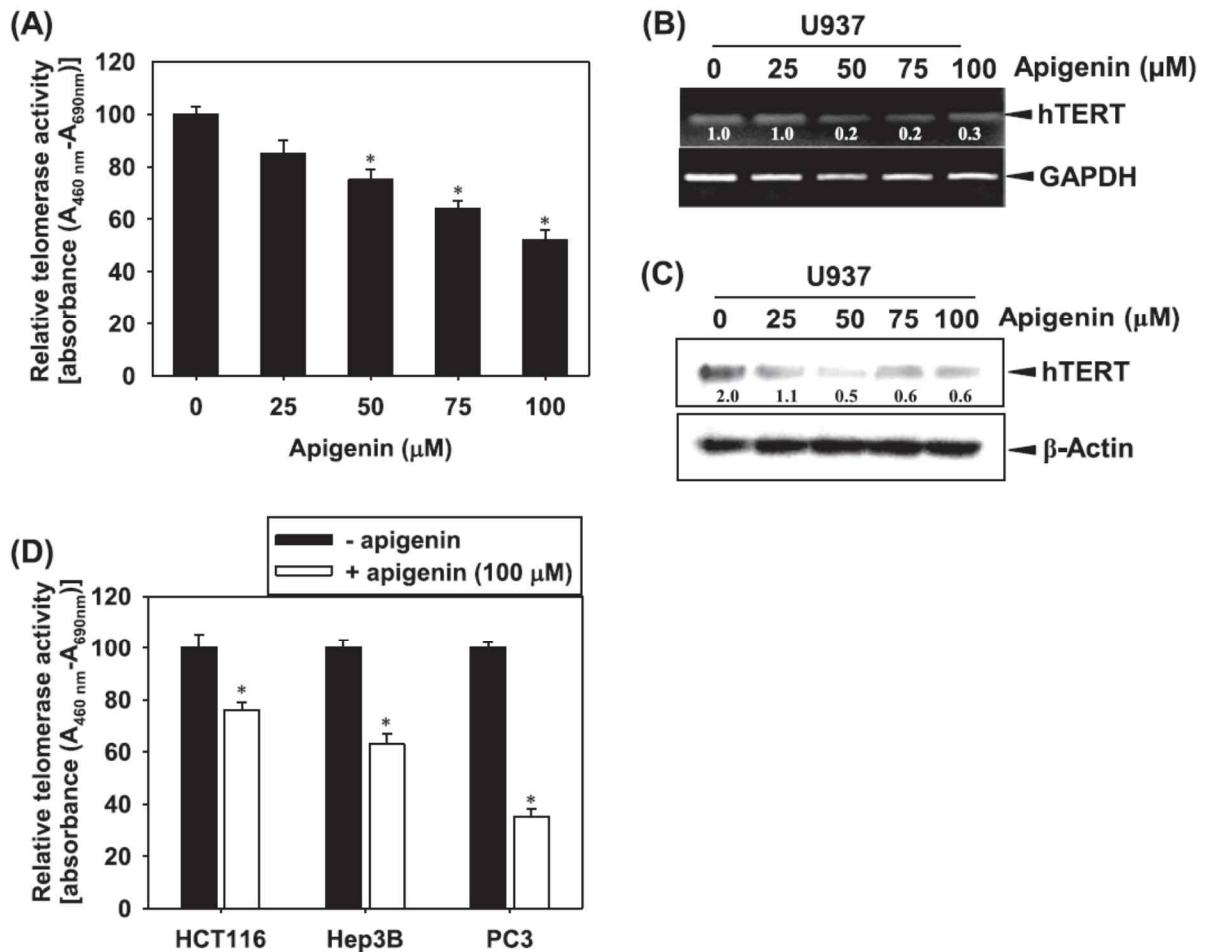 (A)
Relative telomerase activity
[absorbance (A460 nm-A690nm)]
120
100
80
60
40
20
0
* * *
0 25 50 75 100
Apigenin (μM)
(B)
U937
0 25 50 75 100 Apigenin (μM)
hTERT
1.0 1.0 0.2 0.2 0.3
GAPDH
(C)
U937
0 25 50 75 100 Apigenin (μM)
hTERT
2.0 1.1 0.5 0.6 0.6
β-Actin
(D)
- apigenin
+ apigenin (100 μM)
Relative telomerase activity
[absorbance (A460 nm-A690nm)]
120
100
80
60
40
20
0
* * *
HCT116 Hep3B PC3